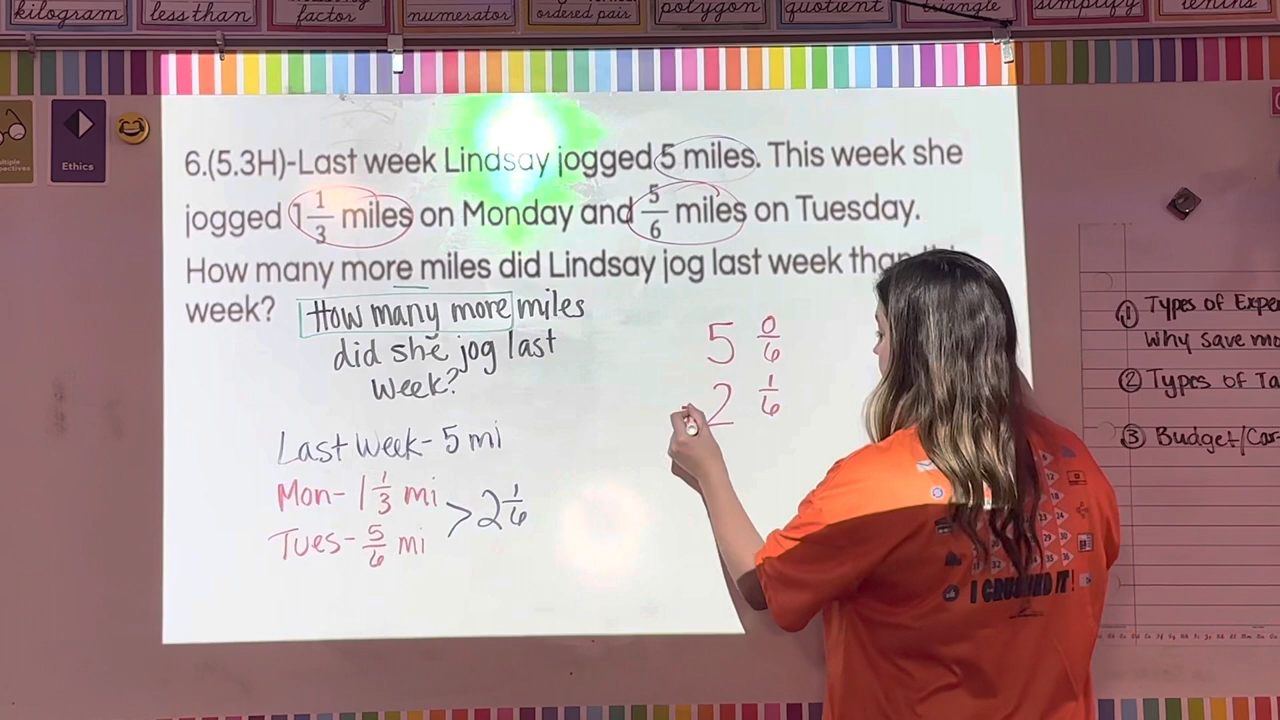 kilogram
less than
factor
numerator
ordered pair
polygon
quotient
triangle
simplify
tenths
Ethics
6.(5.3H)-Last week Lindsay jogged 5 miles. This week she
jogged 1 1/3 miles on Monday and 5/6 miles on Tuesday.
How many more miles did Lindsay jog last week than
week?
How many more miles
did she jog last
week?
Last week- 5 mi
Mon- 1 1/3 mi
Tues- 5/6 mi
> 2 1/6
5 0/6
2 1/6
① Types of Expe
Why save mo
② Types of Ta
③ Budget/Car
I CRUSHED IT!